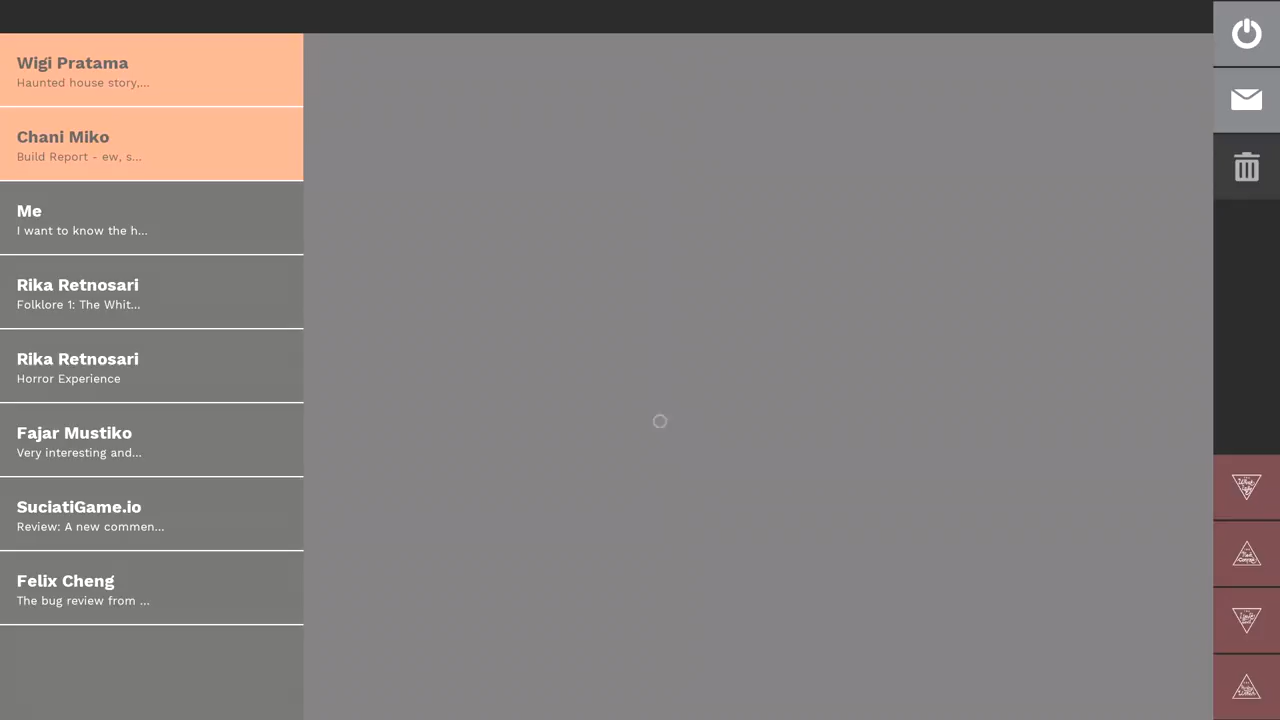 Wigi Pratama
Haunted house story,...
Chani Miko
Build Report - ew, s...
Me
I want to know the h...
Rika Retnosari
Folklore 1: The Whit...
Rika Retnosari
Horror Experience
Fajar Mustiko
Very interesting and...
SuciatiGame.io
Review: A new commen...
Felix Cheng
The bug review from ...